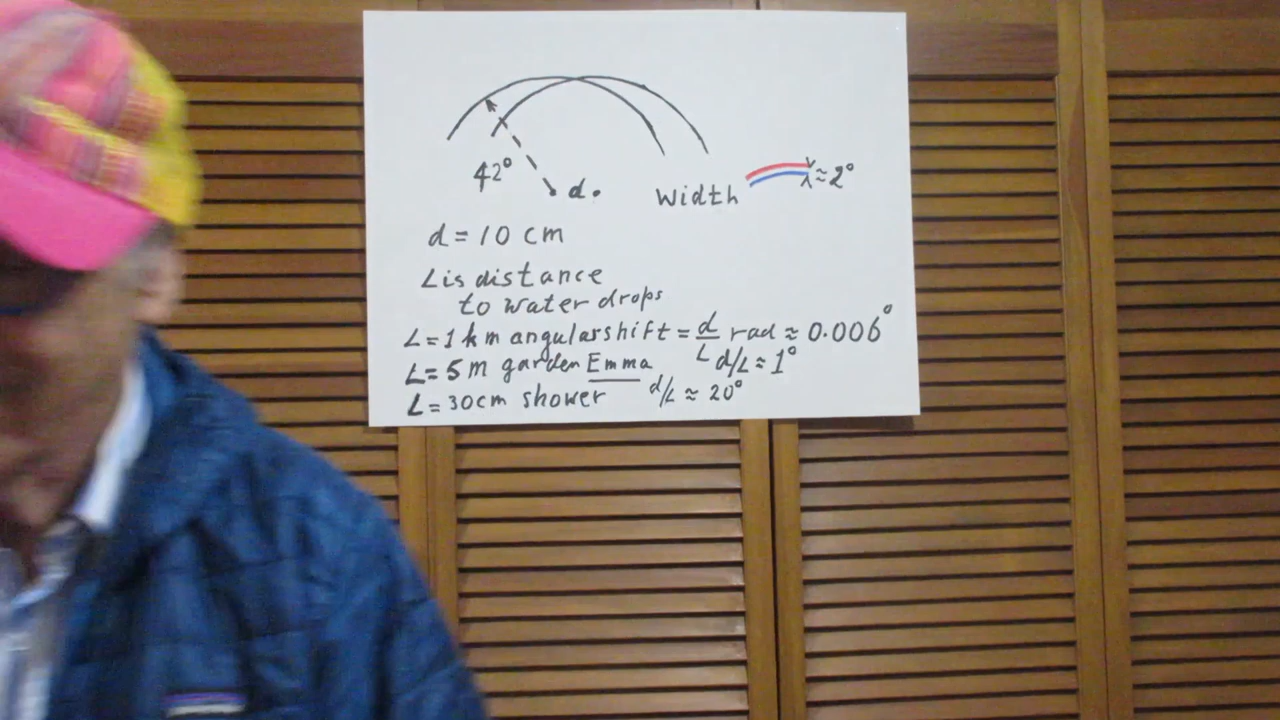 42°
d.
Width
≈ 2°
d = 10 cm
L is distance
to water drops
L = 1 km angular shift = d/L rad ≈ 0.006°
L = 5 m garden Emma d/L ≈ 1°
L = 30 cm shower d/L ≈ 20°